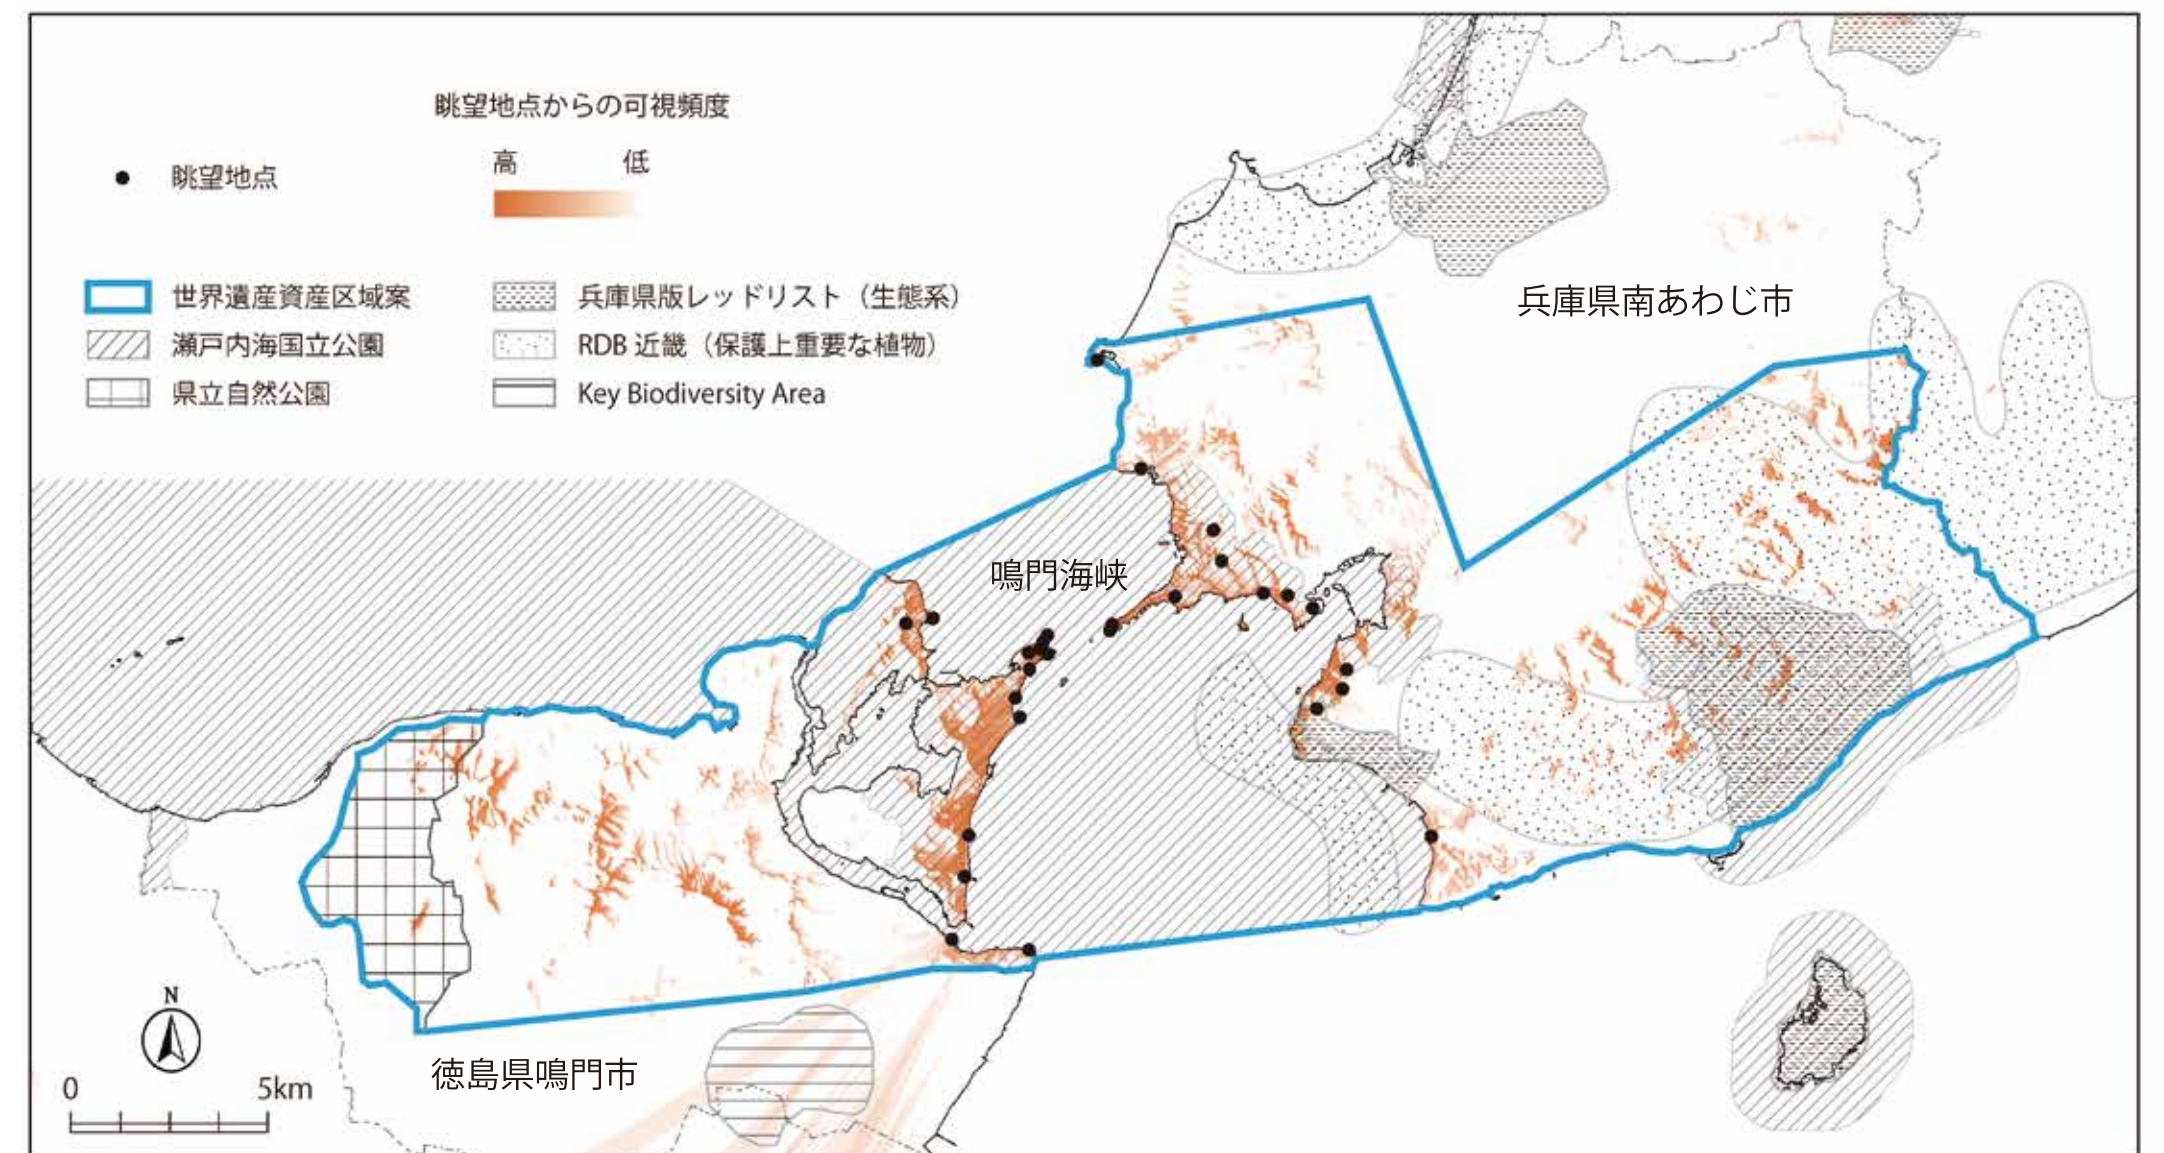 眺望地点からの可視頻度
高 低
眺望地点
世界遺産資産区域案
兵庫県版レッドリスト（生態系）
瀬戸内海国立公園
RDB 近畿（保護上重要な植物）
県立自然公園
Key Biodiversity Area
兵庫県南あわじ市
鳴門海峡
徳島県鳴門市
N
0 5km